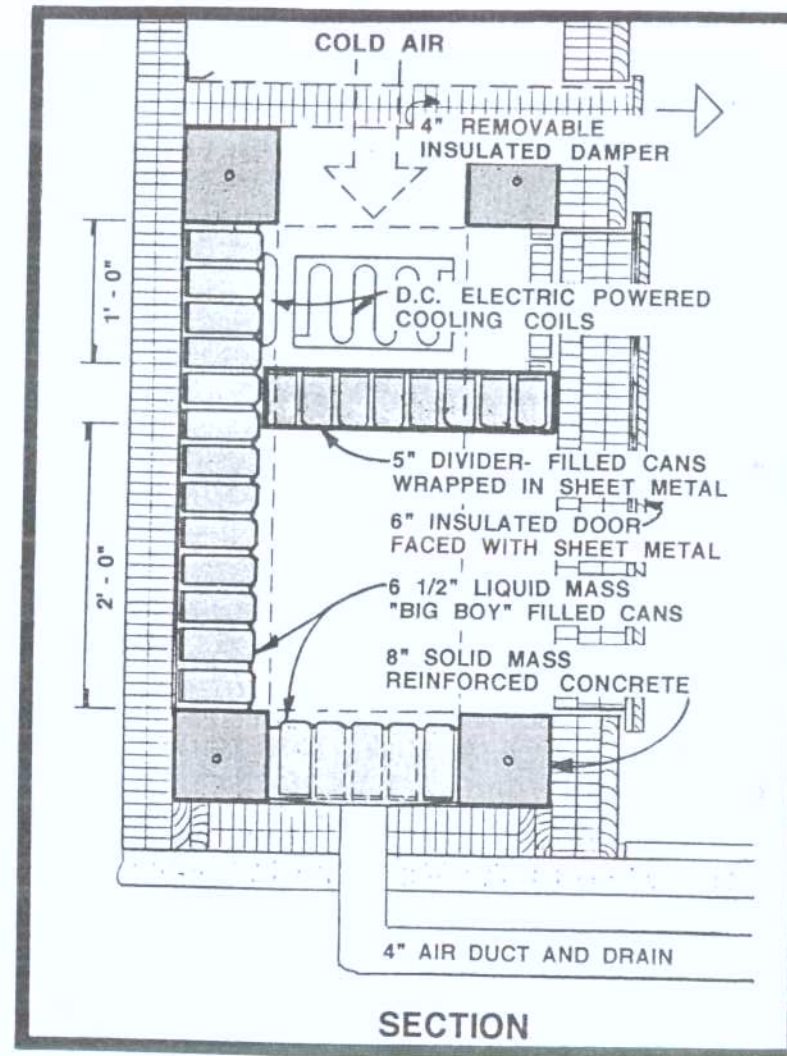 COLD AIR
4" REMOVABLE
INSULATED DAMPER
1' - 0"
D.C. ELECTRIC POWERED
COOLING COILS
5" DIVIDER- FILLED CANS
WRAPPED IN SHEET METAL
6" INSULATED DOOR
FACED WITH SHEET METAL
2' - 0"
6 1/2" LIQUID MASS
"BIG BOY" FILLED CANS
8" SOLID MASS
REINFORCED CONCRETE
4" AIR DUCT AND DRAIN
SECTION